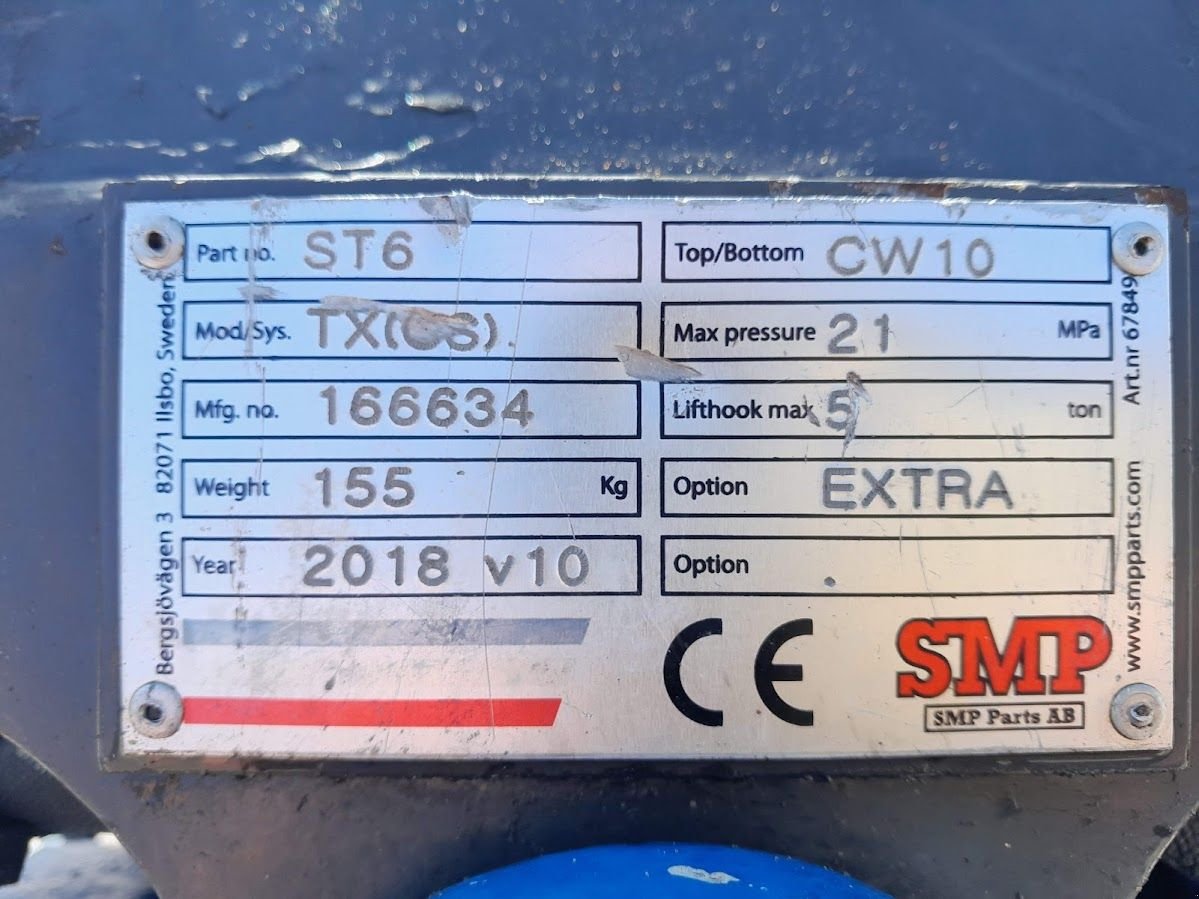 Part no. ST6
Mod/Sys. TX(CS)
Mfg. no. 166634
Weight 155 Kg
Year 2018 v10
Top/Bottom CW10
Max pressure 21 MPa
Lifthook max 5 ton
Option EXTRA
Option
CE
SMP
SMP Parts AB
Bergsjövägen 3 82071 Ilsbo, Sweden
www.smpparts.com Art.nr 67849